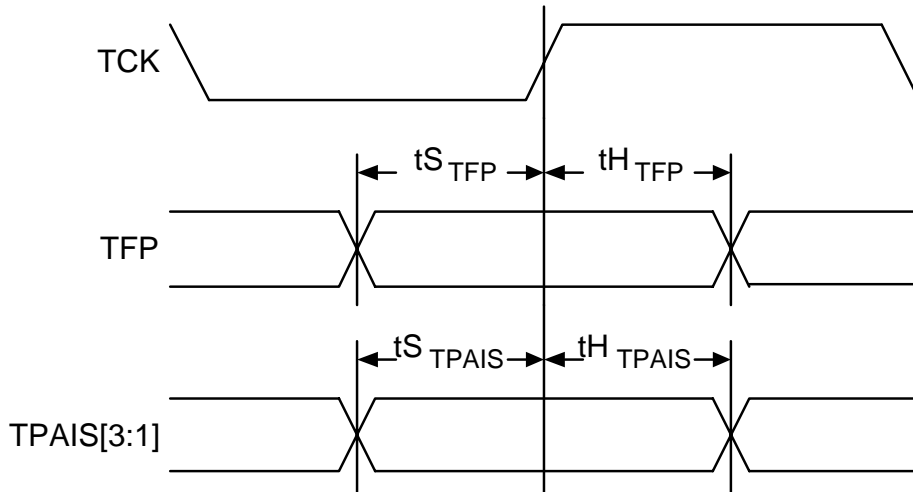 TCK
tS TFP tH TFP
TFP
tS TPAIS tH TPAIS
TPAIS[3:1]